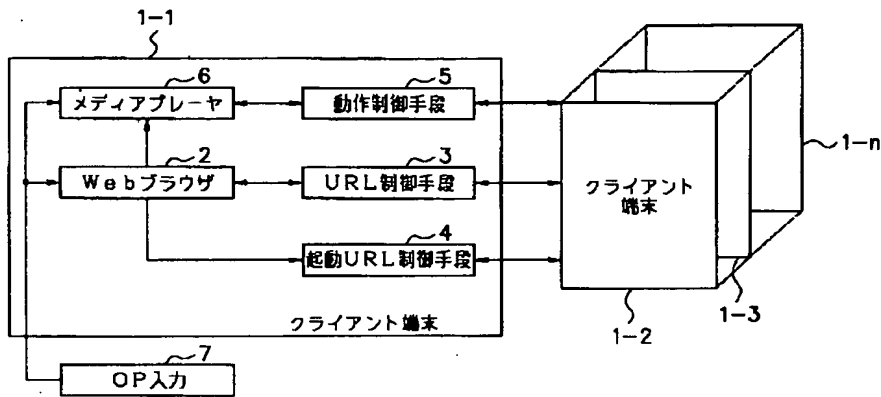 1-1
6
メディアプレーヤ
5
動作制御手段
2
Webブラウザ
3
URL制御手段
4
起動URL制御手段
クライアント端末
7
OP入力
クライアント
端末
1-n
1-3
1-2